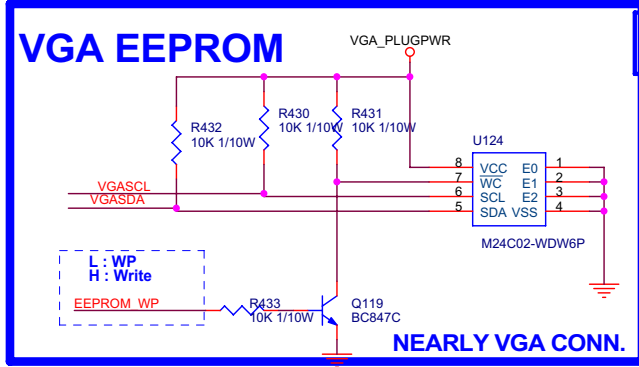 VGA EEPROM
VGA_PLUGPWR
R432
10K 1/10W
R430
10K 1/10W
R431
10K 1/10W
U124
8 VCC E0 1
7 WC E1 2
6 SCL E2 3
5 SDA VSS 4
M24C02-WDW6P
VGASCL
VGASDA
L : WP
H : Write
EEPROM_WP
R433
10K 1/10W
Q119
BC847C
NEARLY VGA CONN.